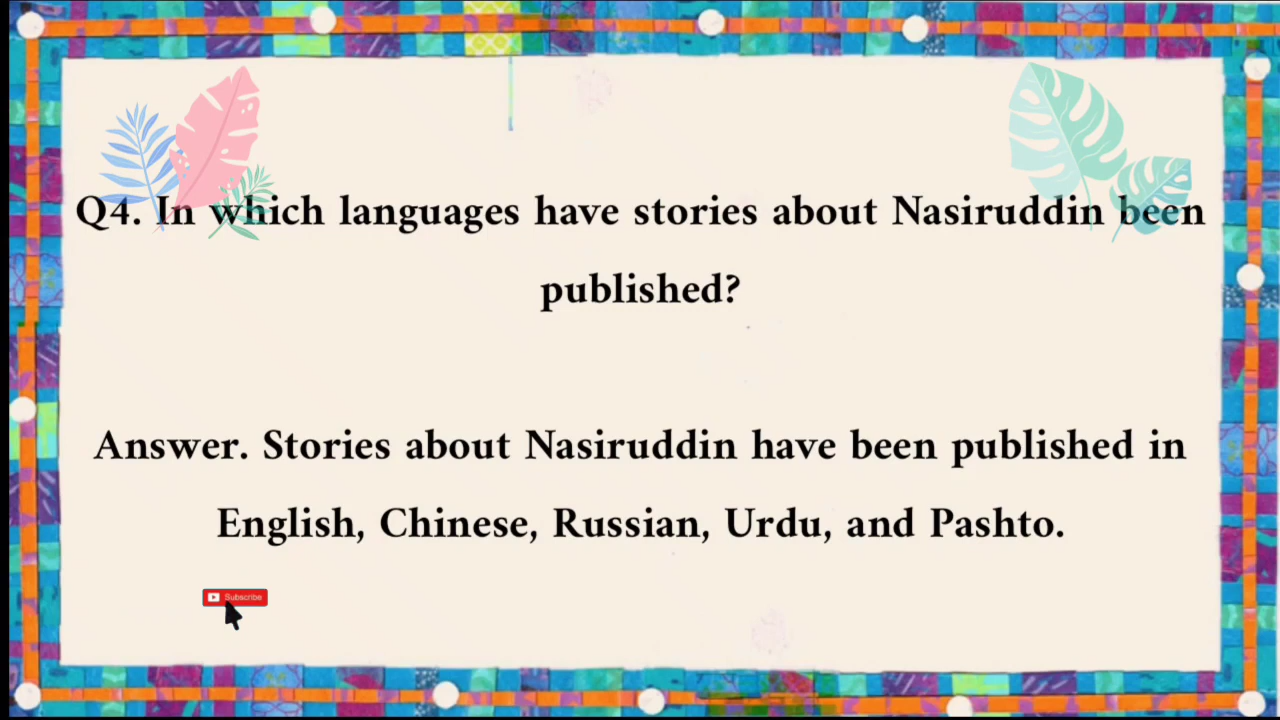 Q4. In which languages have stories about Nasiruddin been
published?
Answer. Stories about Nasiruddin have been published in
English, Chinese, Russian, Urdu, and Pashto.
Subscribe